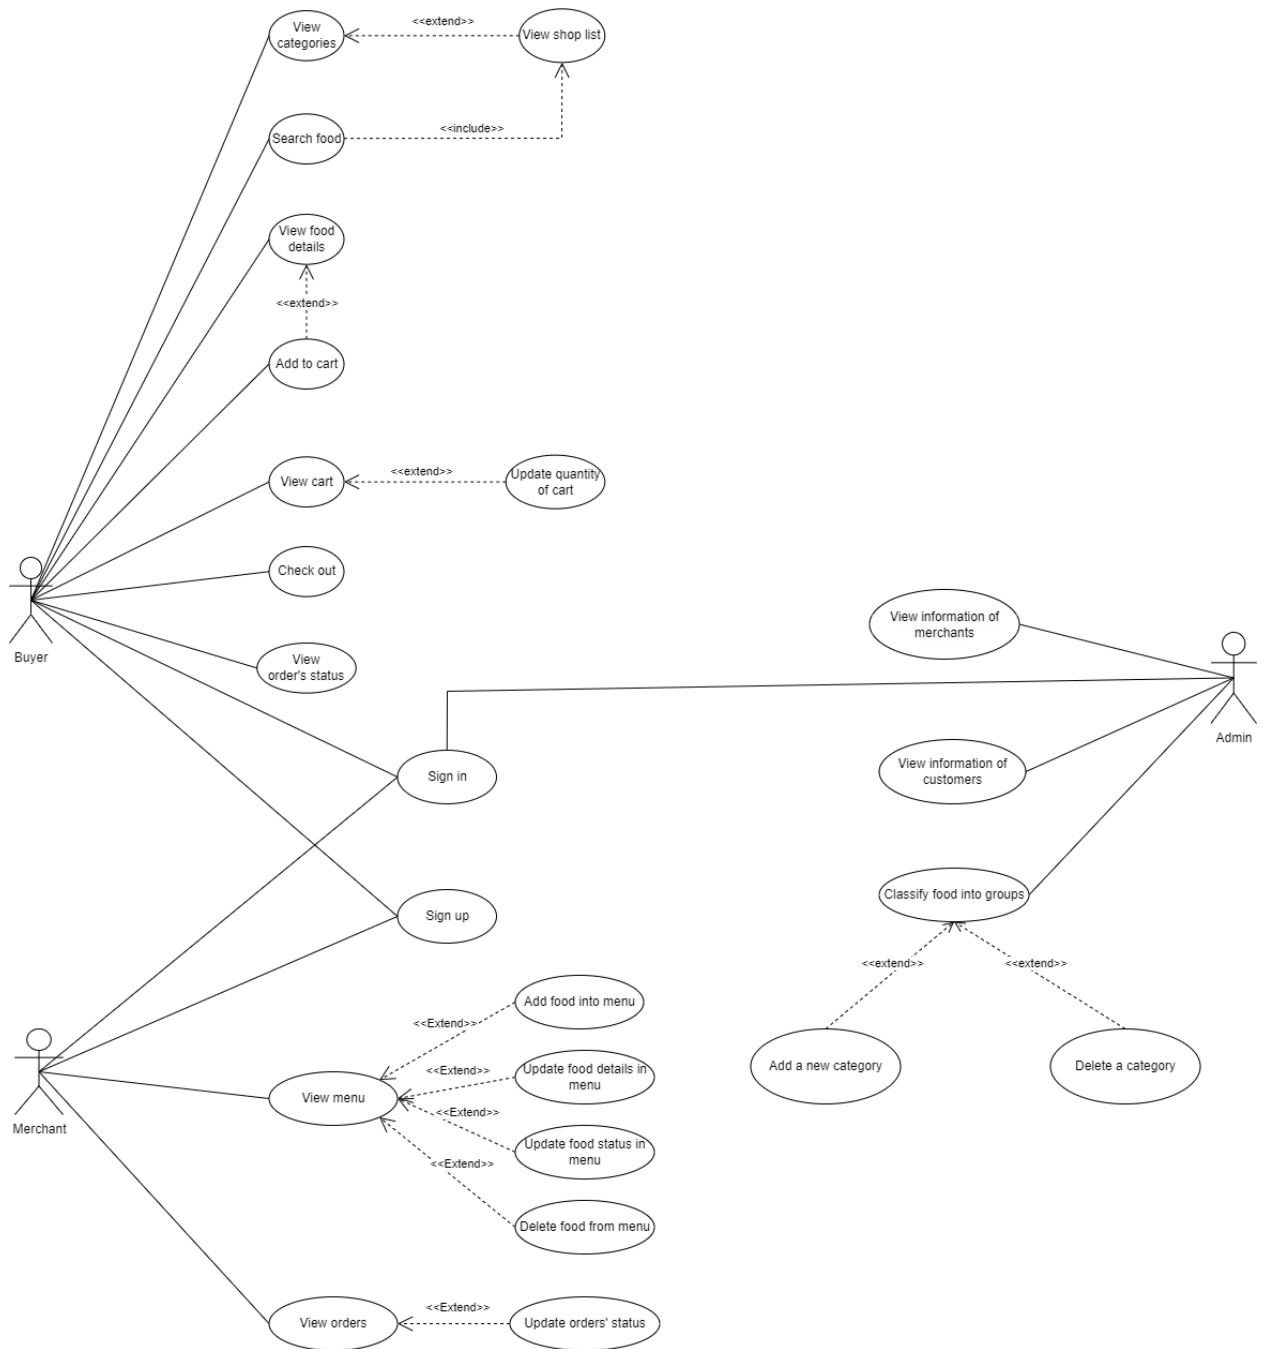 View
categories
<<extend>>
View shop list
Search food
<<include>>
View food
details
<<extend>>
Add to cart
View cart
<<extend>>
Update quantity
of cart
Check out
Buyer
View
order's status
View information of
merchants
Admin
Sign in
View information of
customers
Sign up
Classify food into groups
<<extend>>
<<extend>>
Add a new category
Delete a category
Merchant
View menu
<<Extend>>
Add food into menu
<<Extend>>
Update food details in
menu
<<Extend>>
Update food status in
menu
<<Extend>>
Delete food from menu
View orders
<<Extend>>
Update orders' status